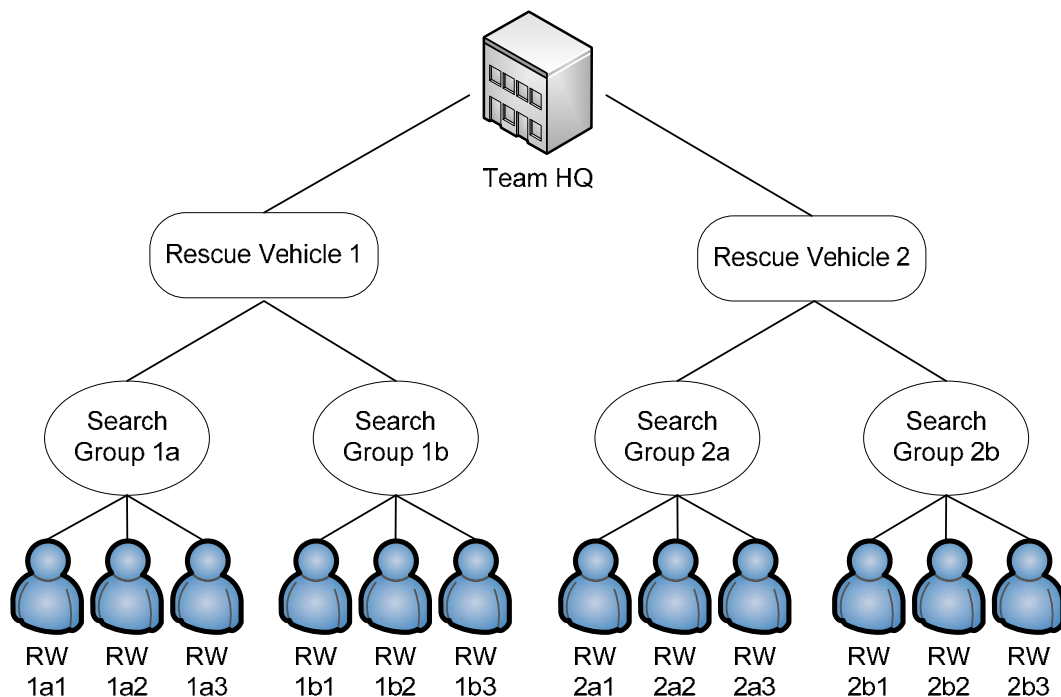 Team HQ
Rescue Vehicle 1
Rescue Vehicle 2
Search
Group 1a
Search
Group 1b
Search
Group 2a
Search
Group 2b
RW
1a1
RW
1a2
RW
1a3
RW
1b1
RW
1b2
RW
1b3
RW
2a1
RW
2a2
RW
2a3
RW
2b1
RW
2b2
RW
2b3